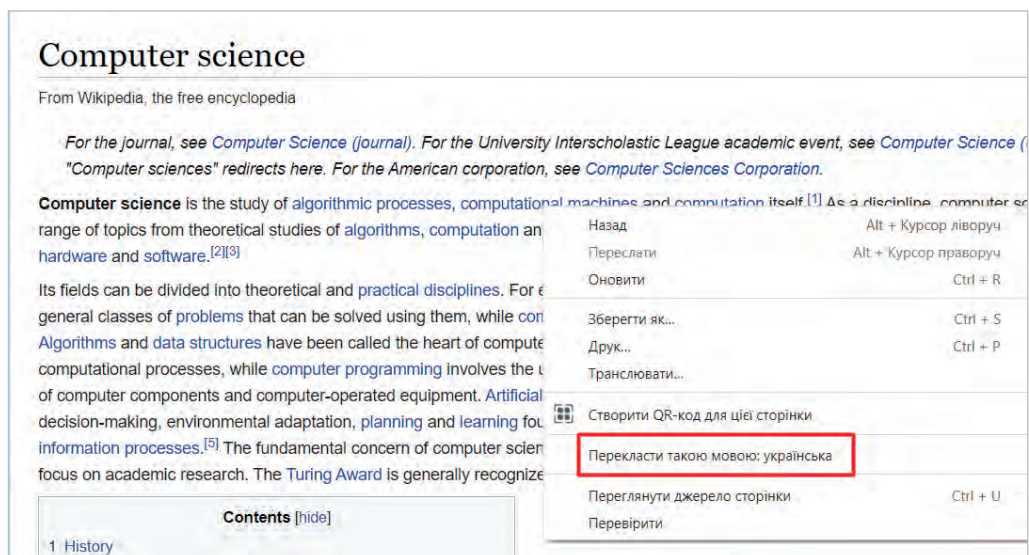 Computer science
From Wikipedia, the free encyclopedia
For the journal, see Computer Science (journal). For the University Interscholastic League academic event, see Computer Science (
"Computer sciences" redirects here. For the American corporation, see Computer Sciences Corporation.
Computer science is the study of algorithmic processes, computational machines and computation itself.[1] As a discipline, computer
range of topics from theoretical studies of algorithms, computation
hardware and software.[2][3]
Its fields can be divided into theoretical and practical disciplines. For
general classes of problems that can be solved using them, while
Algorithms and data structures have been called the heart of
computational processes, while computer programming involves the
of computer components and computer-operated equipment. Artificial
decision-making, environmental adaptation, planning and learning
information processes.[5] The fundamental concern of computer
focus on academic research. The Turing Award is generally
Contents [hide]
1 History
Назад Alt + Курсор ліворуч
Переслати Alt + Курсор праворуч
Оновити Ctrl + R
Зберегти як... Ctrl + S
Друк... Ctrl + P
Транслювати...
Створити QR-код для цієї сторінки
Перекласти такою мовою: українська
Переглянути джерело сторінки Ctrl + U
Перевірити